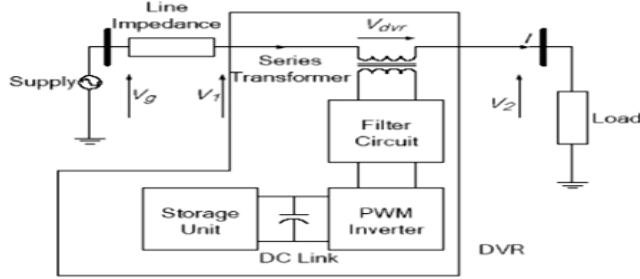 Line
Impedance
Vdvr
I
Series
Transformer
Supply
Vg
V1
V2
Load
Filter
Circuit
Storage
Unit
PWM
Inverter
DC Link
DVR